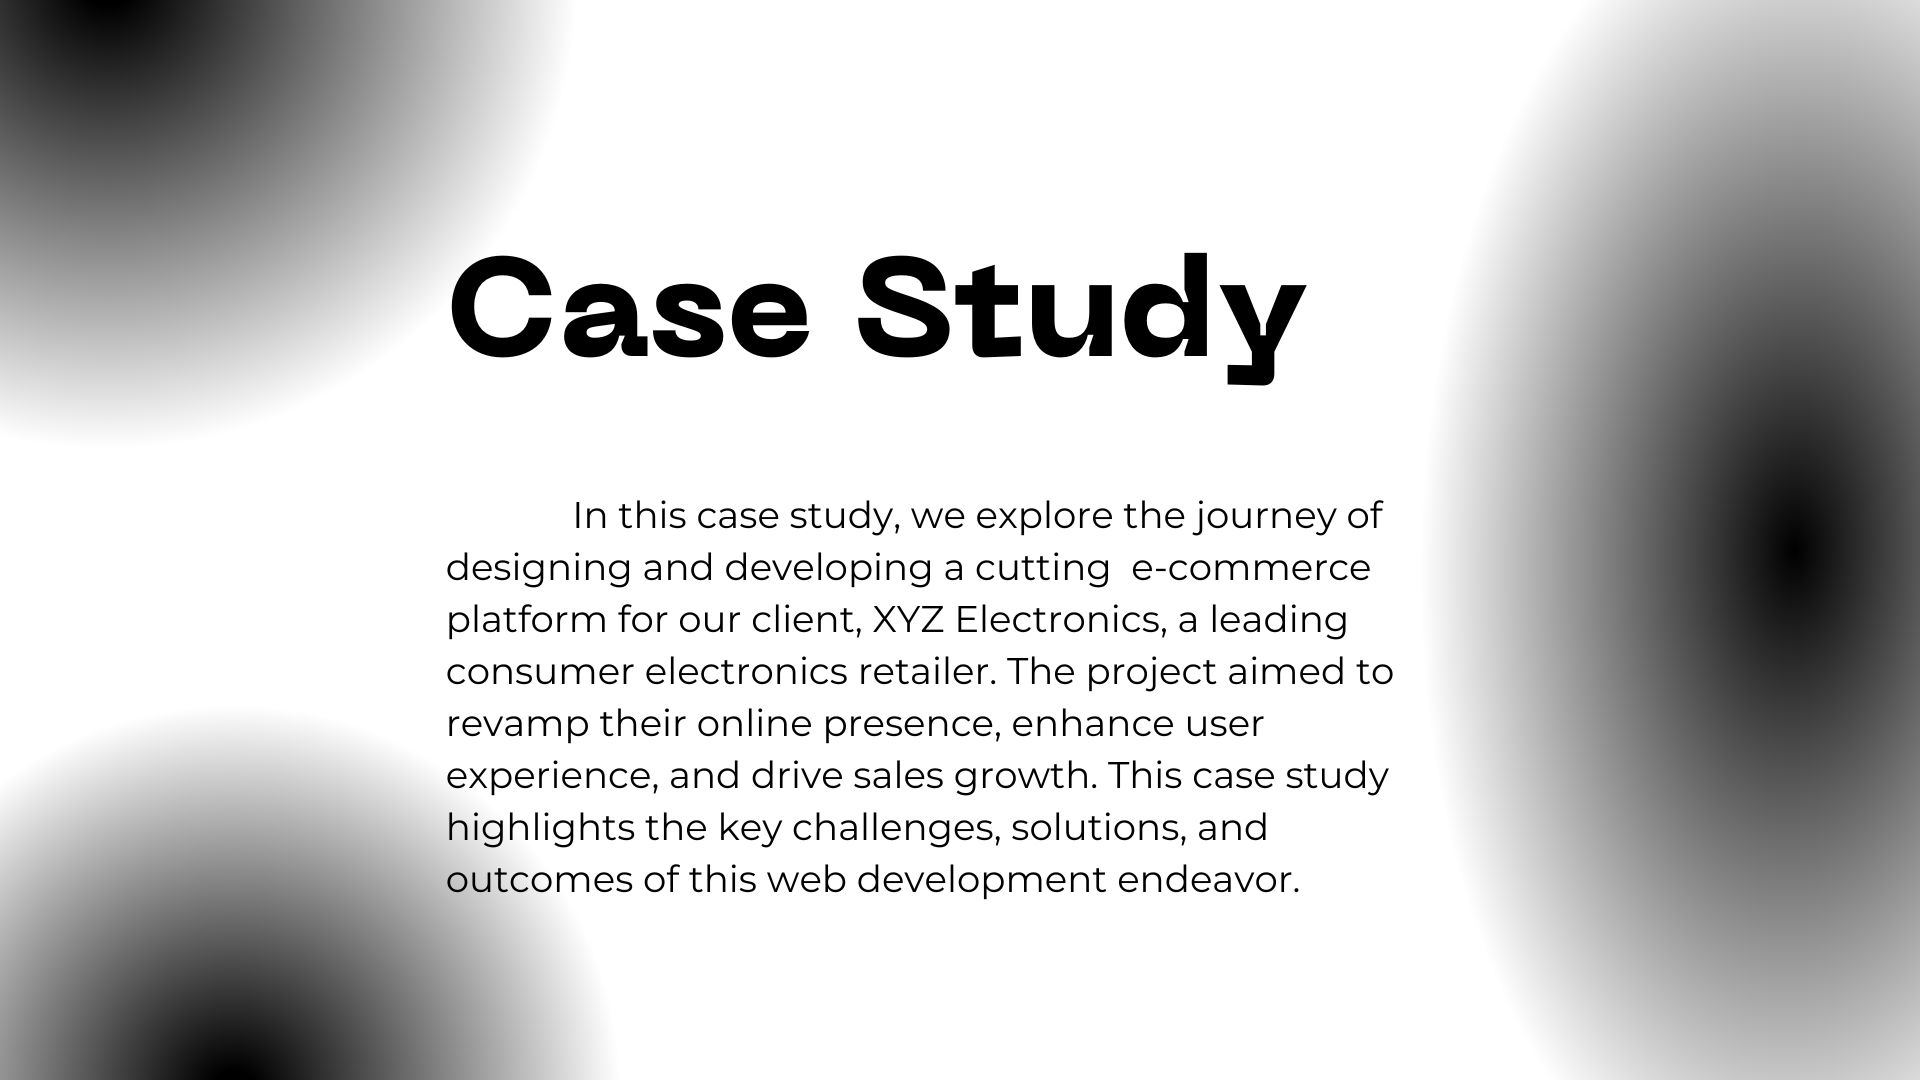 Case Study
In this case study, we explore the journey of
designing and developing a cutting  e-commerce
platform for our client, XYZ Electronics, a leading
consumer electronics retailer. The project aimed to
revamp their online presence, enhance user
experience, and drive sales growth. This case study
highlights the key challenges, solutions, and
outcomes of this web development endeavor.